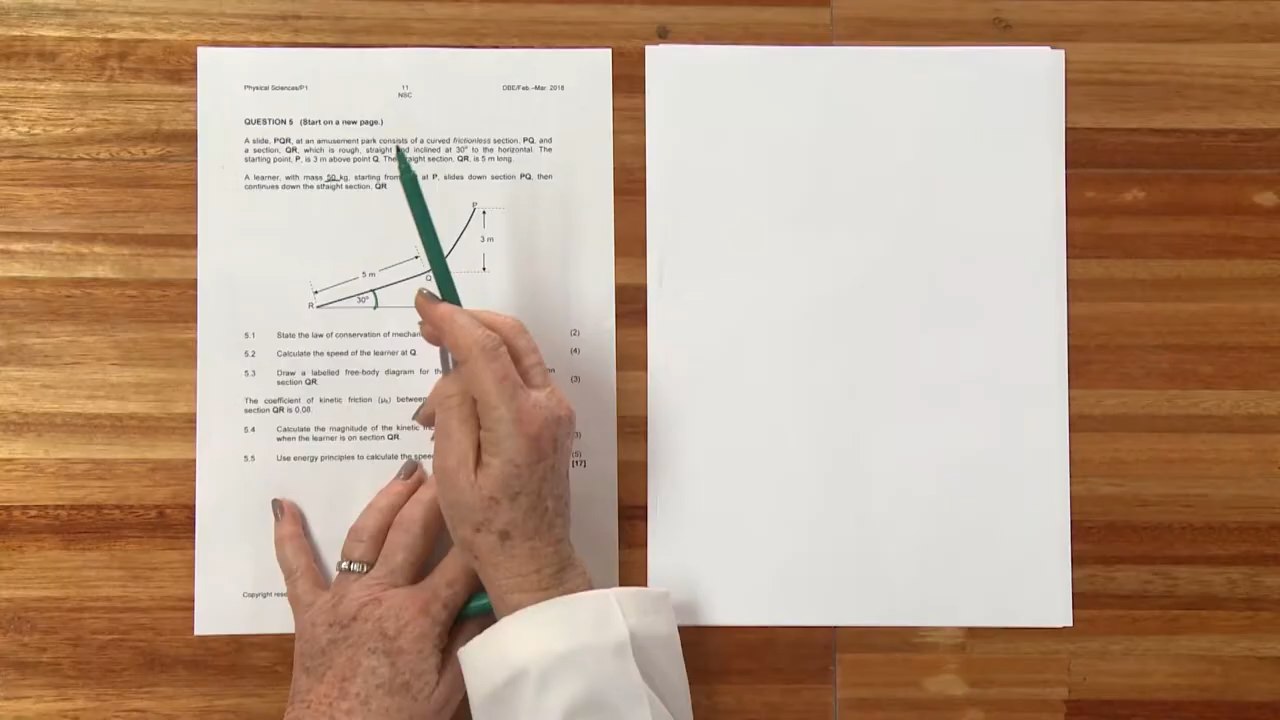 Physical Sciences/P1 11 DBE/Feb.–Mar. 2018
NSC
QUESTION 5 (Start on a new page.)
A slide, PQR, at an amusement park consists of a curved frictionless section, PQ, and
a section, QR, which is rough, straight and inclined at 30° to the horizontal. The
starting point, P, is 3 m above point Q. The straight section, QR, is 5 m long.
A learner, with mass 50 kg, starting from at P, slides down section PQ, then
continues down the straight section, QR.
P
3 m
5 m
Q
30°
R
5.1 State the law of conservation of (2)
5.2 Calculate the speed of the learner at Q. (4)
5.3 Draw a labelled free-body diagram for
section QR. (3)
The coefficient of kinetic friction (μk)
section QR is 0,08.
5.4 Calculate the magnitude of the kinetic
when the learner is on section QR.
5.5 Use energy principles to calculate the (5)
[17]
Copyright